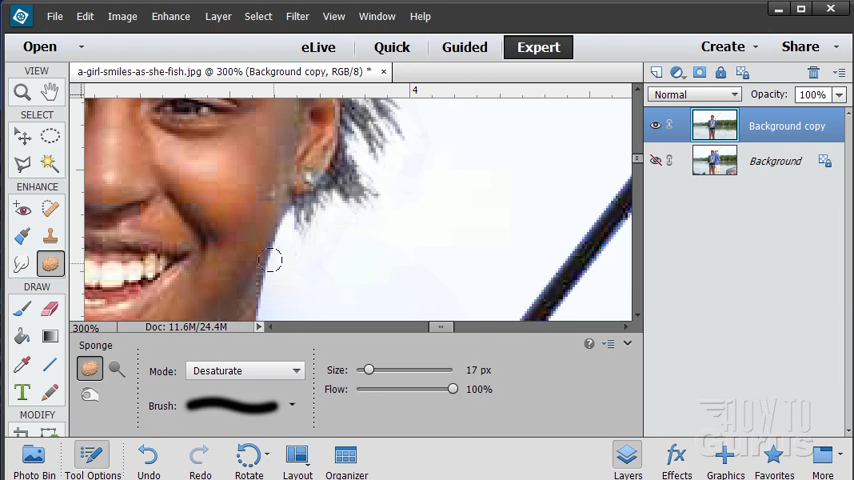 File Edit Image Enhance Layer Select Filter View Window Help
Open eLive Quick Guided Expert Create Share
VIEW
a-girl-smiles-as-she-fish.jpg @ 300% (Background copy, RGB/8) *
4
Normal Opacity: 100%
SELECT
Background copy
Background
ENHANCE
DRAW
300% Doc: 11.6M/24.4M
Sponge
Mode: Desaturate Size: 17 px
Flow: 100%
Brush:
MODIFY
HOW TO
Gurus
Photo Bin Tool Options Undo Redo Rotate Layout Organizer Layers Effects Graphics Favorites More